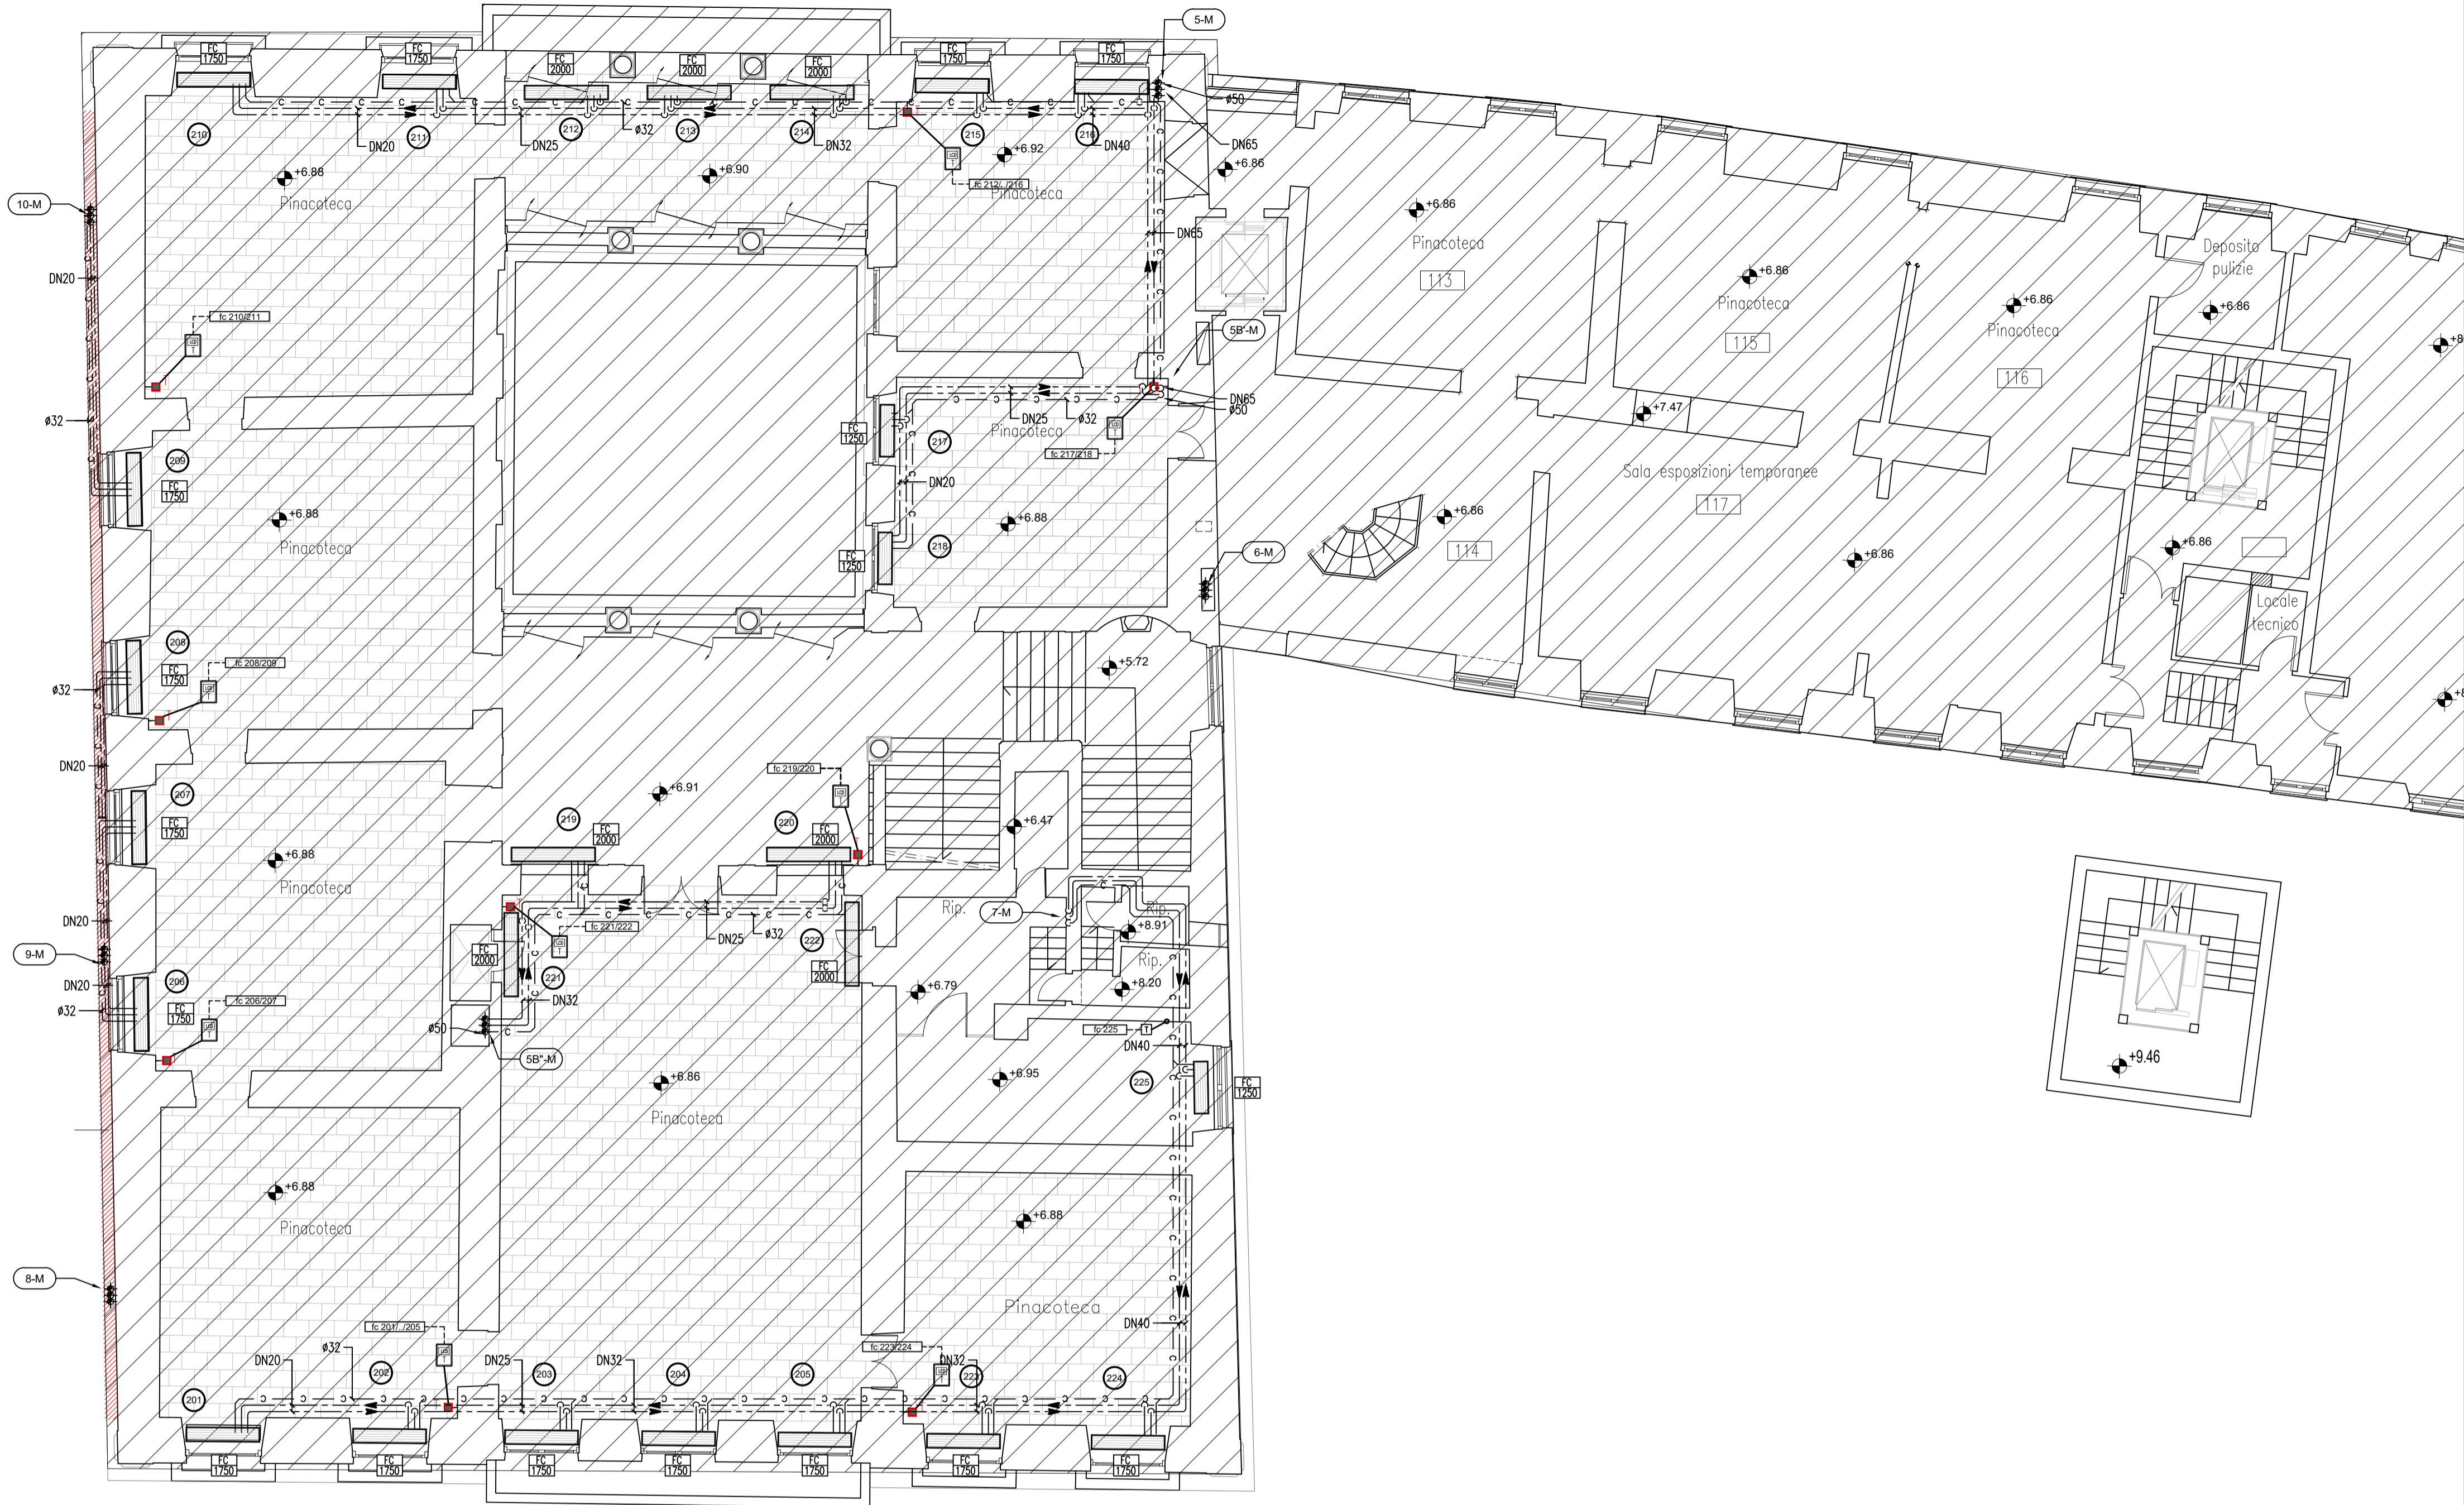 5-M
FC
1750
FC
1750
FC
2000
FC
2000
FC
2000
FC
1750
FC
1750
ø50
DN65
210
211
212
213
214
215
216
DN20
DN25
ø32
DN32
DN40
+6.88
Pinacoteca
+6.90
+6.92
Pinacoteca
fc 212/../216
+6.86
+6.86
Pinacoteca
113
+6.86
Pinacoteca
115
+6.86
Pinacoteca
116
Deposito
pulizie
+6.86
10-M
DN20
DN65
fc 210/211
5B'-M
DN65
ø50
ø32
DN25
ø32
Pinacoteca
fc 217/218
FC
1250
217
+7.47
Sala esposizioni temporanee
117
209
FC
1750
DN20
+6.88
Pinacoteca
+6.88
218
FC
1250
+6.86
114
+6.86
+6.86
6-M
Locale
tecnico
208
FC
1750
fc 208/209
ø32
+5.72
DN20
207
FC
1750
fc 219/220
+6.91
219
FC
2000
220
FC
2000
+6.47
+6.88
Pinacoteca
DN20
9-M
DN20
ø32
206
FC
1750
fc 206/207
fc 221/222
FC
2000
221
DN25
ø32
222
FC
2000
DN32
ø50
5B"-M
Rip.
7-M
Rip.
+8.91
Rip.
+8.20
+6.79
fc 225
DN40
225
FC
1250
+6.95
+6.86
Pinacoteca
+9.46
+6.88
Pinacoteca
+6.88
Pinacoteca
8-M
DN40
fc 201/../205
fc 223/224
DN20
ø32
DN25
DN32
DN32
201
202
203
204
205
223
224
FC
1750
FC
1750
FC
1750
FC
1750
FC
1750
FC
1750
FC
1750